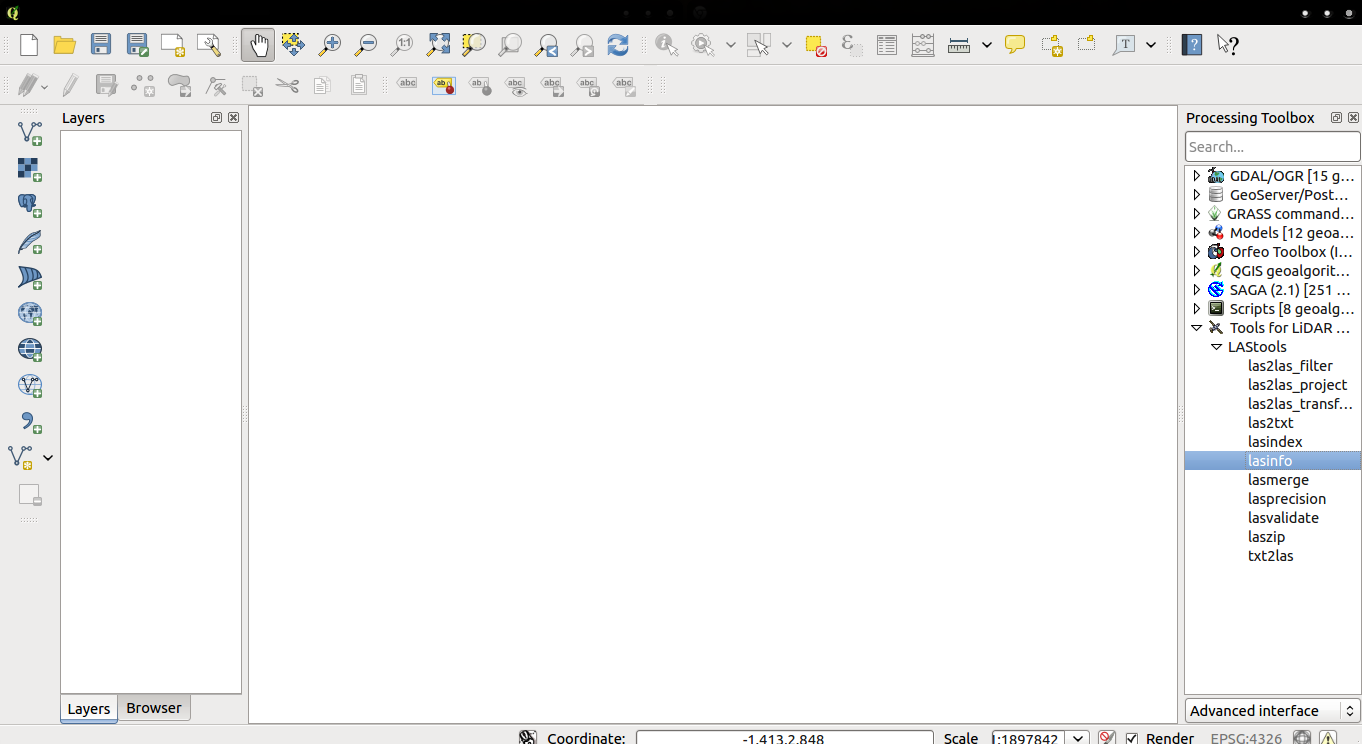 Layers
Processing Toolbox
Search...
GDAL/OGR [15 g...
GeoServer/Post...
GRASS command...
Models [12 geoa...
Orfeo Toolbox (I...
QGIS geoalgorit...
SAGA (2.1) [251 ...
Scripts [8 geoalg...
Tools for LiDAR ...
LAStools
las2las_filter
las2las_project
las2las_transf...
las2txt
lasindex
lasinfo
lasmerge
lasprecision
lasvalidate
laszip
txt2las
Layers Browser
Advanced interface
Coordinate: -1.413,2.848 Scale 1:1897842 Render EPSG:4326